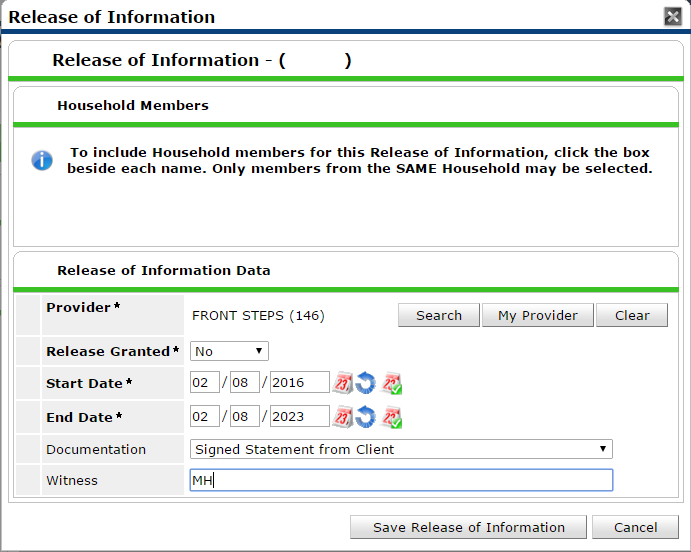 Release of Information
Release of Information - ( )
Household Members
To include Household members for this Release of Information, click the box
beside each name. Only members from the SAME Household may be selected.
Release of Information Data
Provider* FRONT STEPS (146) Search My Provider Clear
Release Granted* No
Start Date* 02 / 08 / 2016 23
End Date* 02 / 08 / 2023 23
Documentation Signed Statement from Client
Witness MH
Save Release of Information Cancel